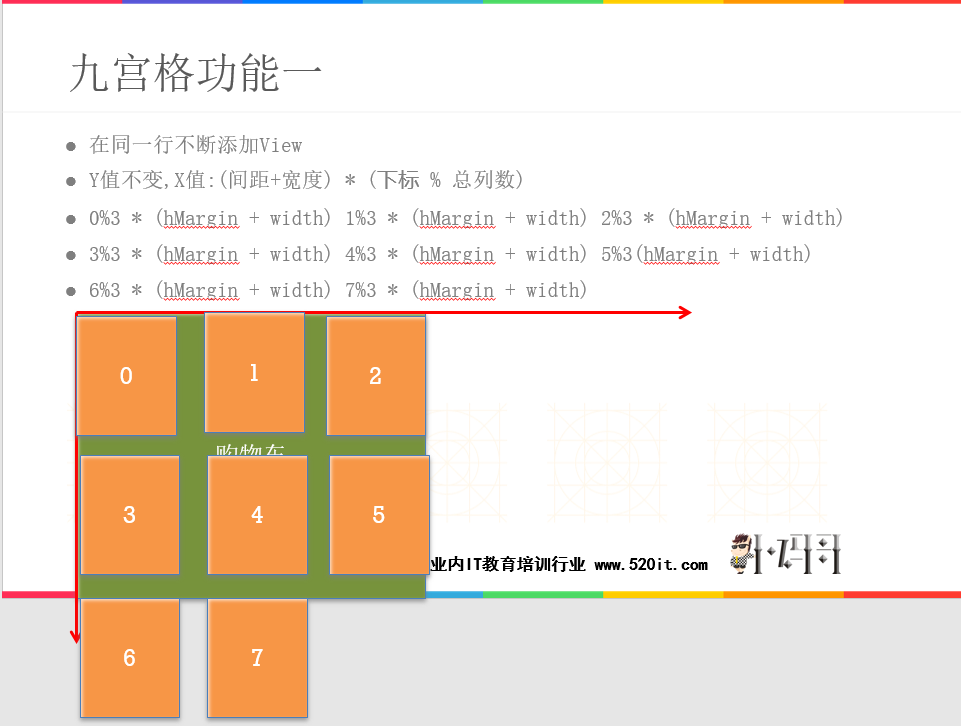 九宫格功能一
在同一行不断添加View
Y值不变,X值:(间距+宽度) * (下标 % 总列数)
0%3 * (hMargin + width) 1%3 * (hMargin + width) 2%3 * (hMargin + width)
3%3 * (hMargin + width) 4%3 * (hMargin + width) 5%3(hMargin + width)
6%3 * (hMargin + width) 7%3 * (hMargin + width)
0
1
2
购物车
3
4
5
业内IT教育培训行业 www.520it.com
小码哥
6
7